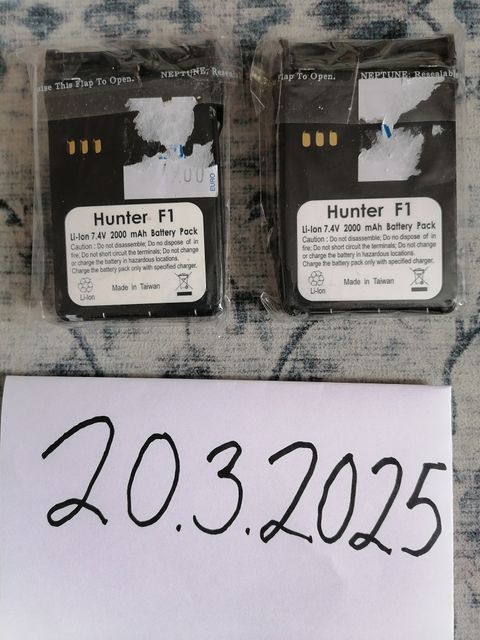 aise This Flap To Open. NEPTUNE; Reseal
.00
EURO
Hunter F1
Li-Ion 7.4V 2000 mAh Battery Pack
Caution : Do not disassemble; Do no dispose of in
fire; Do not short circuit the terminals; Do not change
or charge the battery in hazardous locations.
Charge the battery pack only with specified charger.
Li-Ion
Made in Taiwan
Flap To Open. NEPTUNE; Resealabl
Hunter F1
Li-Ion 7.4V 2000 mAh Battery Pack
Caution : Do not disassemble; Do no dispose of in
fire; Do not short circuit the terminals; Do not change
or charge the battery in hazardous locations.
Charge the battery pack only with specified charger.
Li-Ion
Made in Taiwan
20.3.2025